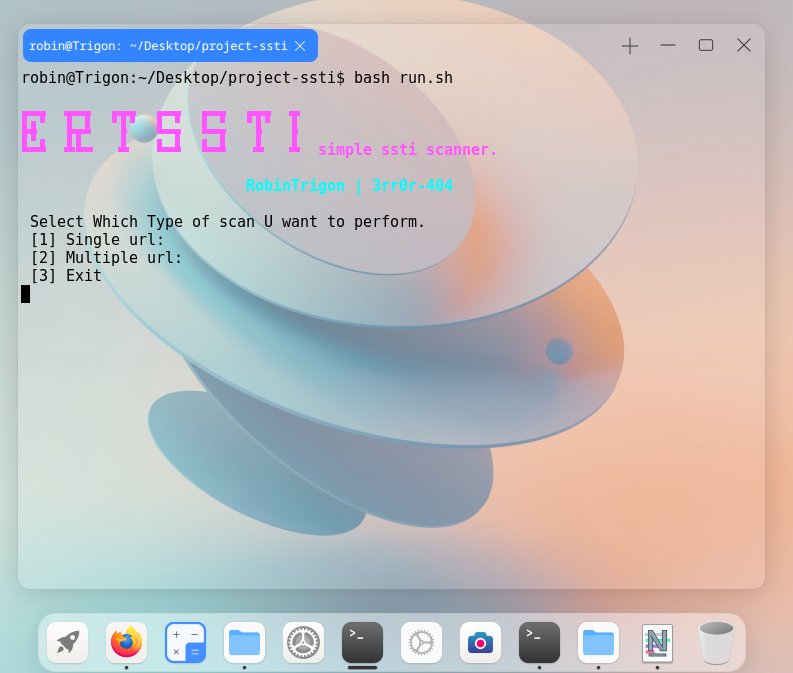 robin@Trigon: ~/Desktop/project-ssti
robin@Trigon:~/Desktop/project-ssti$ bash run.sh
ERTSSTI
simple ssti scanner.
RobinTrigon | 3rr0r-404
Select Which Type of scan U want to perform.
[1] Single url:
[2] Multiple url:
[3] Exit